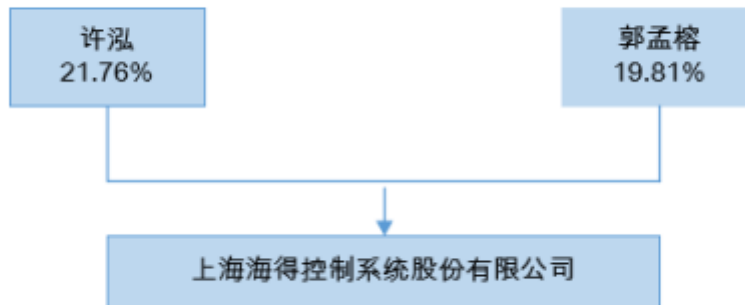 许泓
21.76%
郭孟榕
19.81%
上海海得控制系统股份有限公司